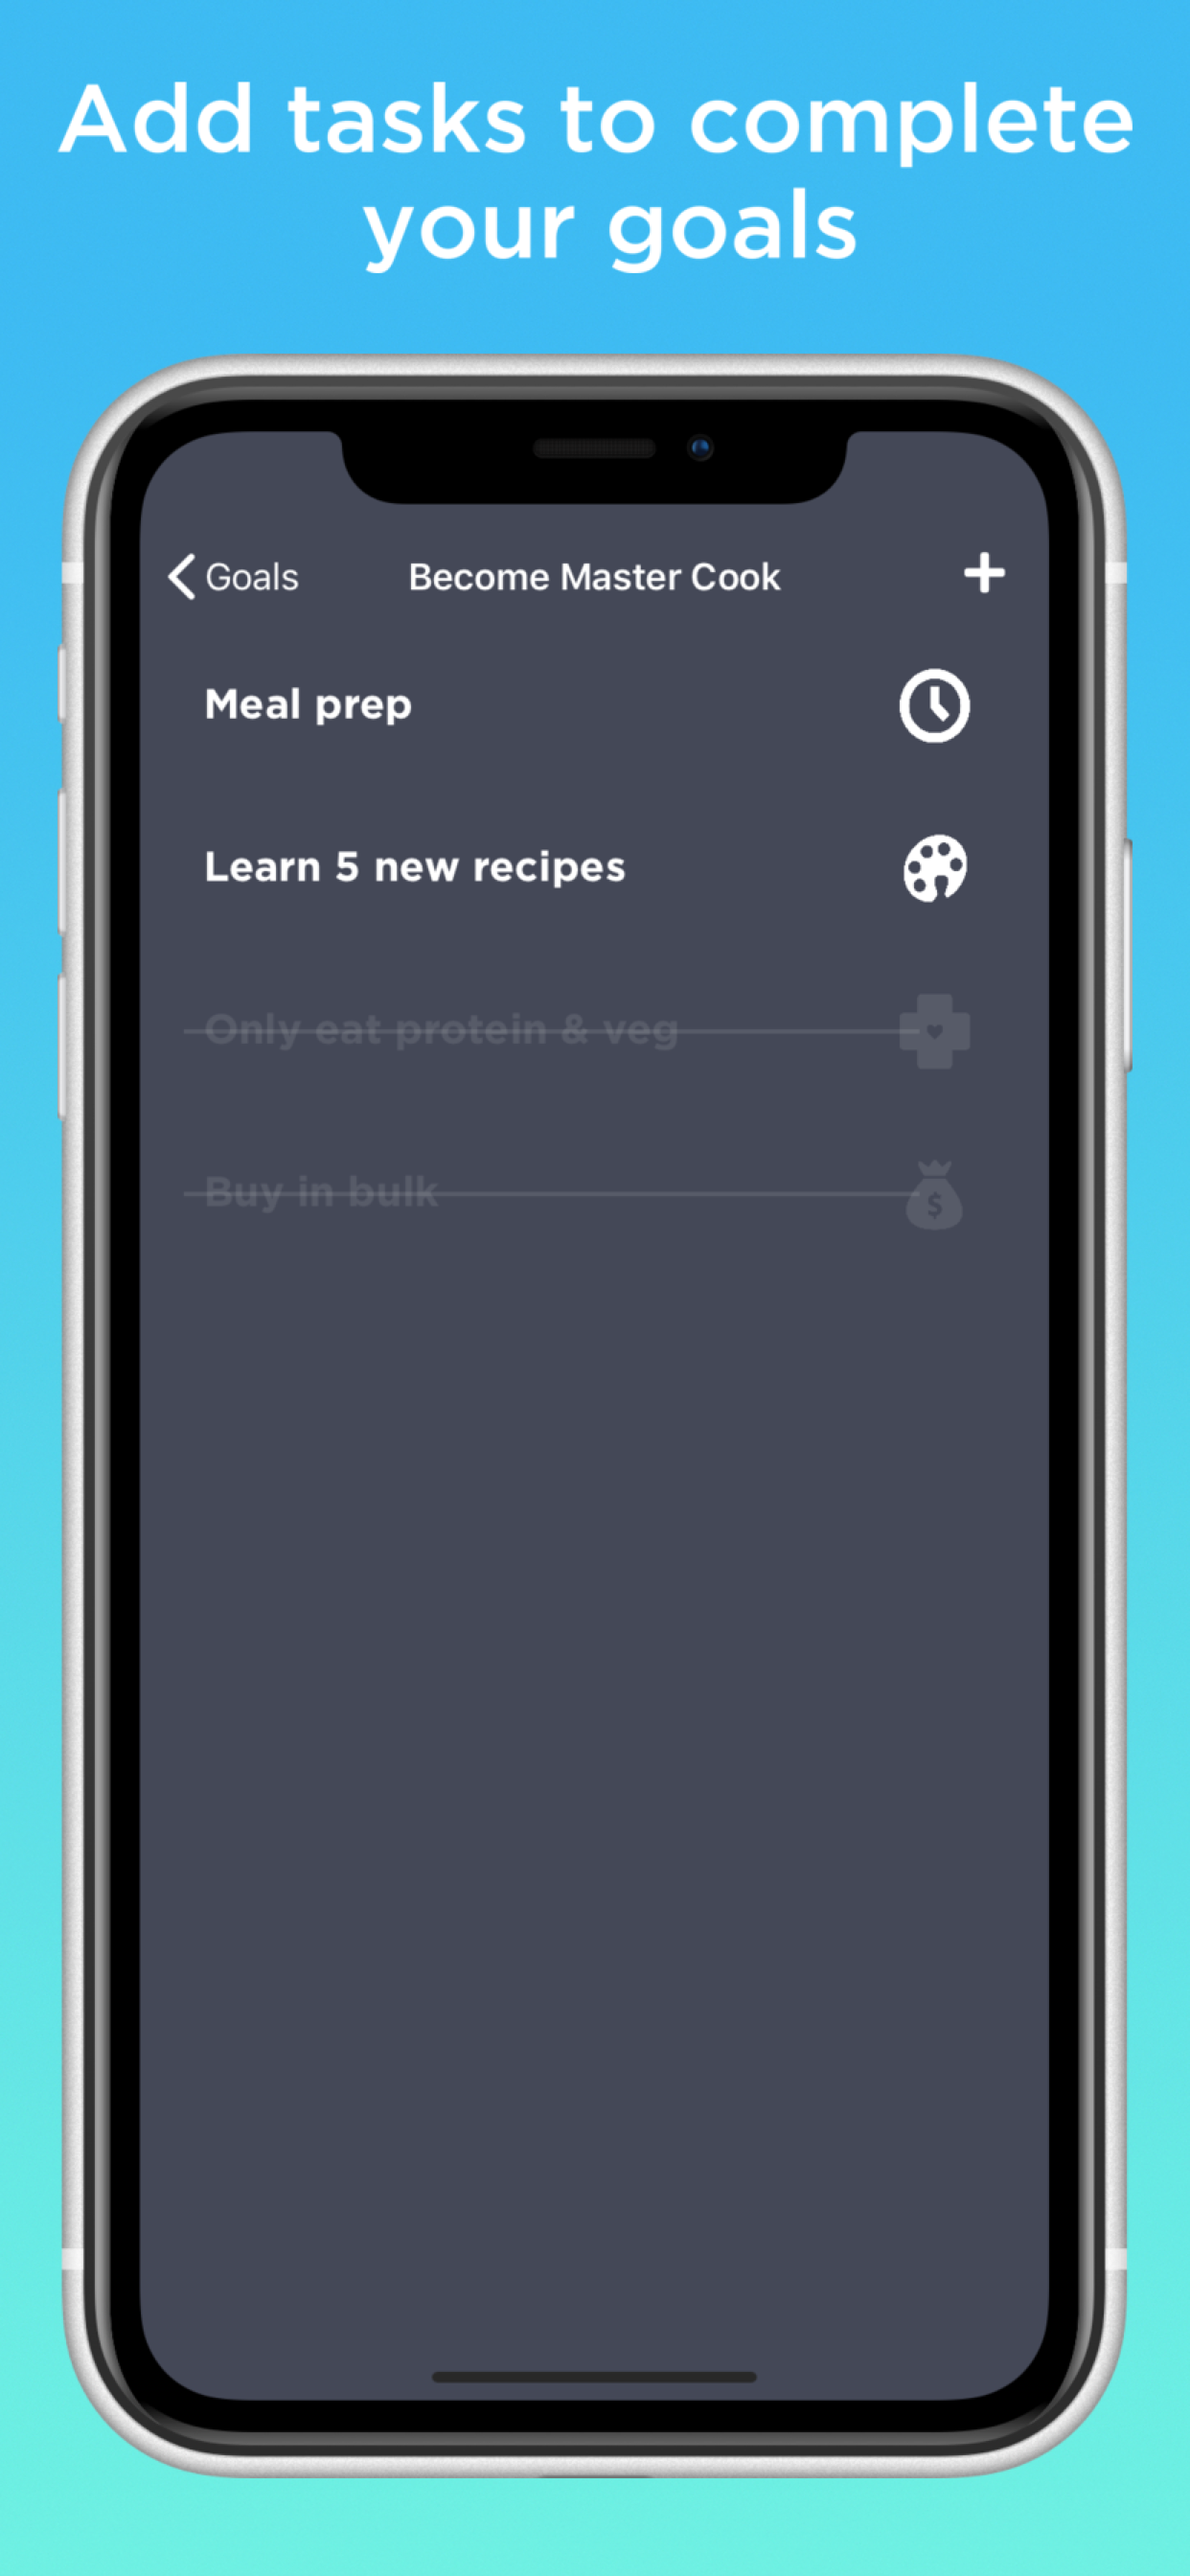 Add tasks to complete
your goals
Goals
Become Master Cook
Meal prep
Learn 5 new recipes
Only eat protein & veg
Buy in bulk
$